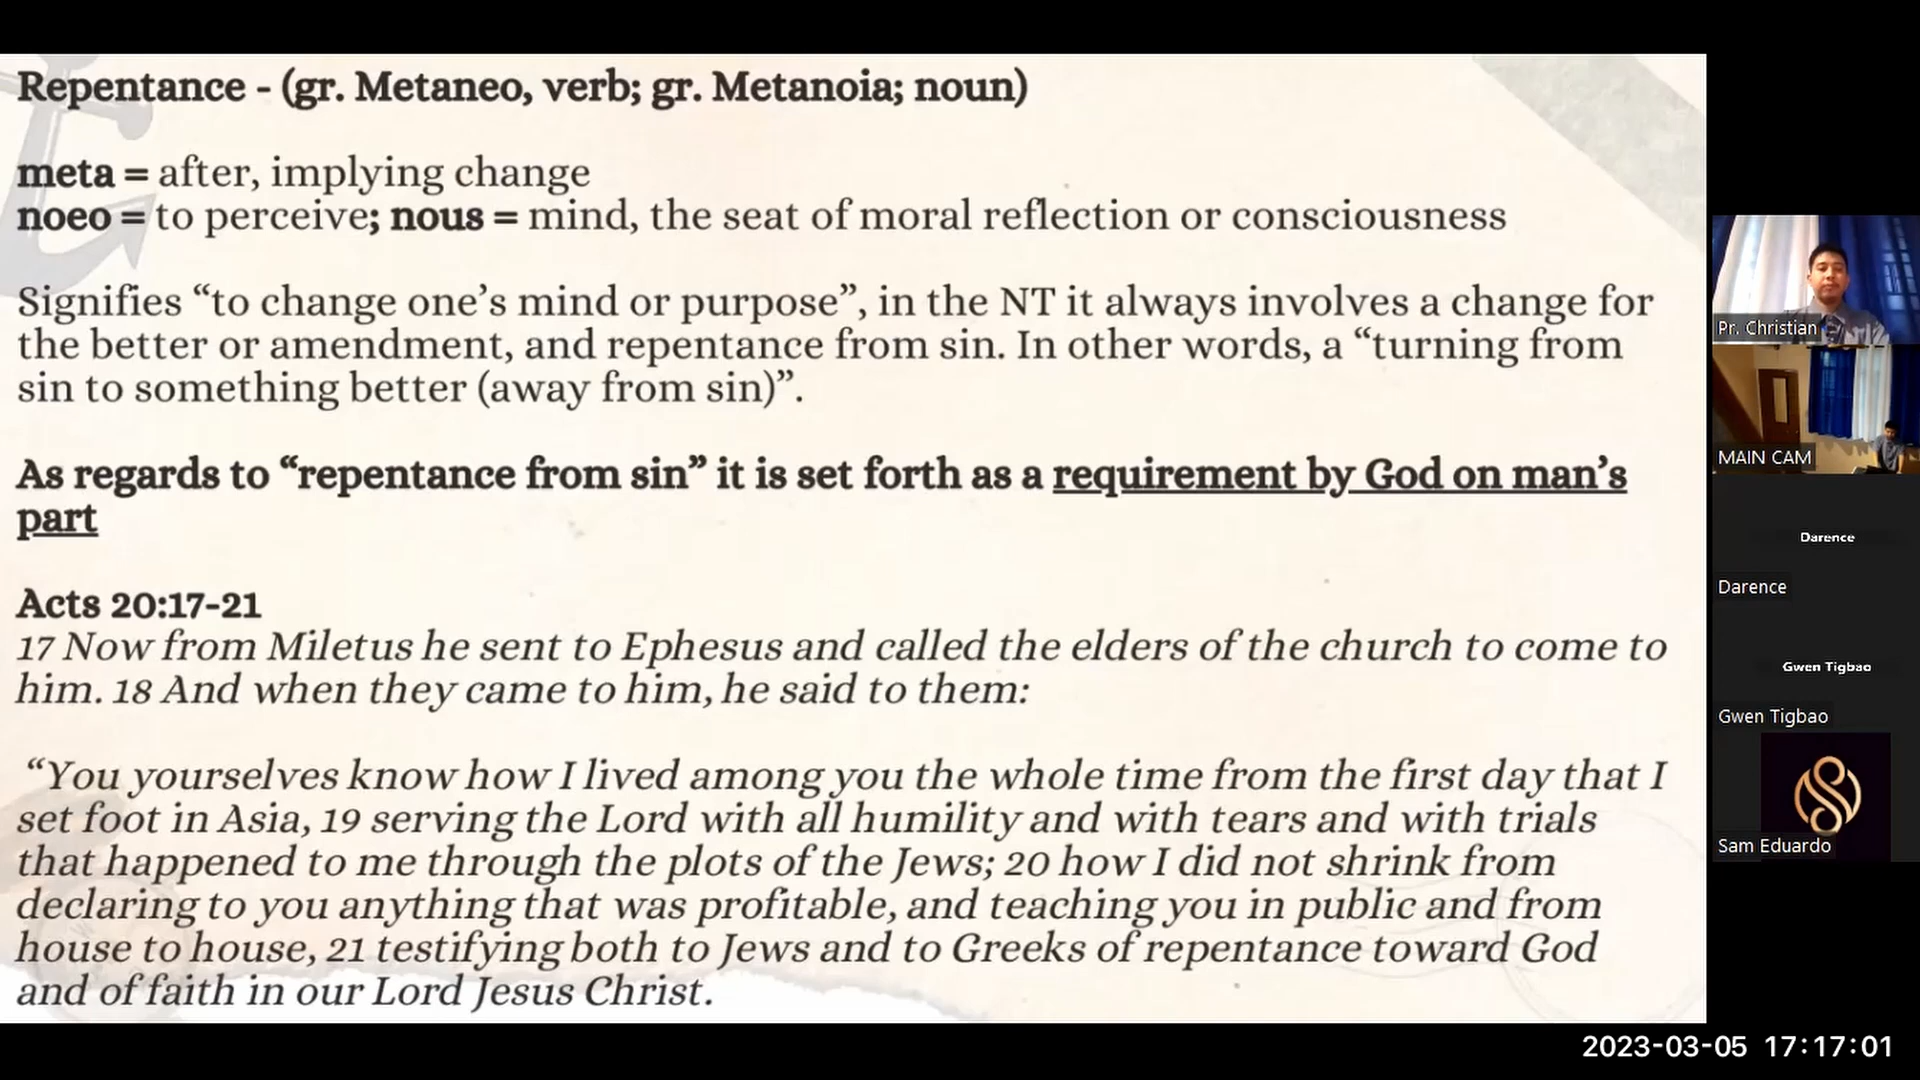 Repentance - (gr. Metaneo, verb; gr. Metanoia; noun)
meta = after, implying change
noeo = to perceive; nous = mind, the seat of moral reflection or consciousness
Signifies “to change one’s mind or purpose”, in the NT it always involves a change for
the better or amendment, and repentance from sin. In other words, a “turning from
sin to something better (away from sin)”.
As regards to “repentance from sin” it is set forth as a requirement by God on man’s
part
Acts 20:17-21
17 Now from Miletus he sent to Ephesus and called the elders of the church to come to
him. 18 And when they came to him, he said to them:
“You yourselves know how I lived among you the whole time from the first day that I
set foot in Asia, 19 serving the Lord with all humility and with tears and with trials
that happened to me through the plots of the Jews; 20 how I did not shrink from
declaring to you anything that was profitable, and teaching you in public and from
house to house, 21 testifying both to Jews and to Greeks of repentance toward God
and of faith in our Lord Jesus Christ.
Pr. Christian
MAIN CAM
Darence
Darence
Gwen Tigbao
Gwen Tigbao
Sam Eduardo
2023-03-05 17:17:01